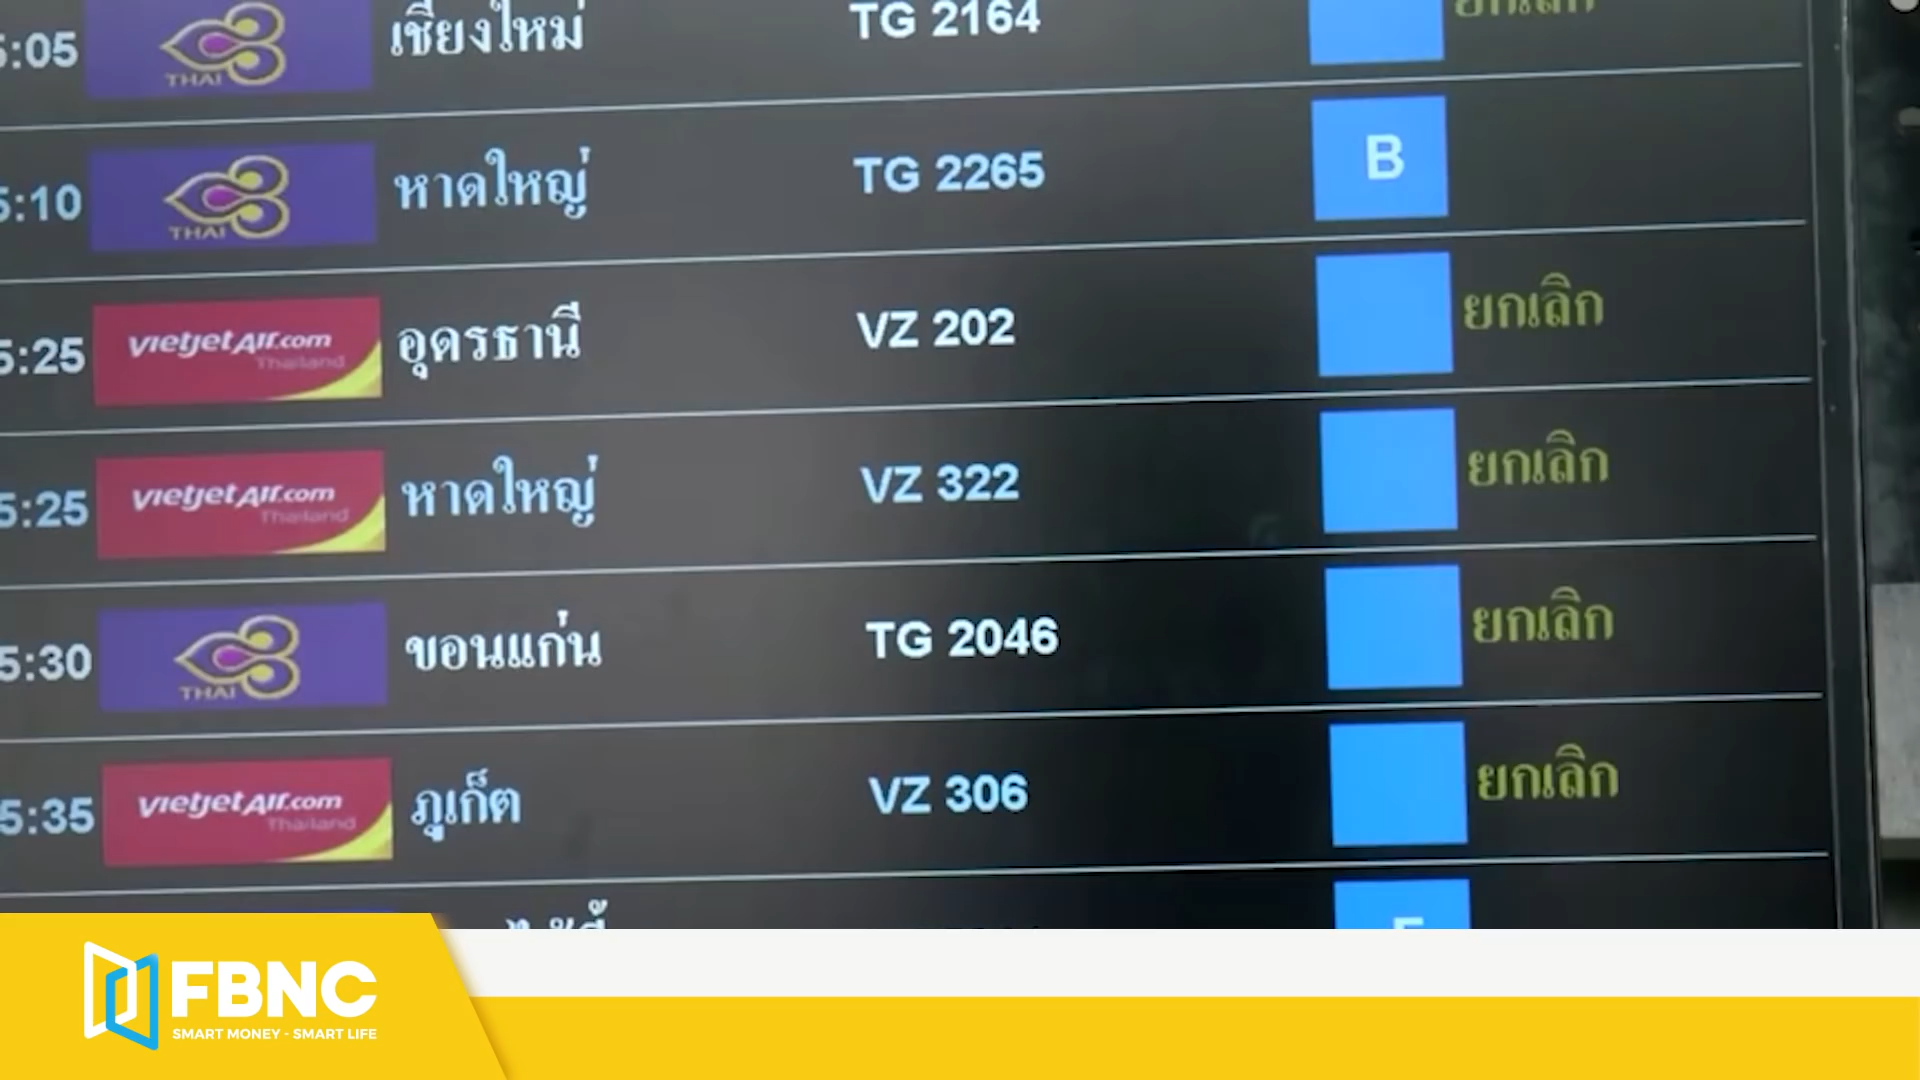 5:05 THAI เชียงใหม่ TG 2164 ยกเลิก
5:10 THAI หาดใหญ่ TG 2265 B
5:25 vietjetAir.com Thailand อุดรธานี VZ 202 ยกเลิก
5:25 vietjetAir.com Thailand หาดใหญ่ VZ 322 ยกเลิก
5:30 THAI ขอนแก่น TG 2046 ยกเลิก
5:35 vietjetAir.com Thailand ภูเก็ต VZ 306 ยกเลิก
FBNC
SMART MONEY - SMART LIFE